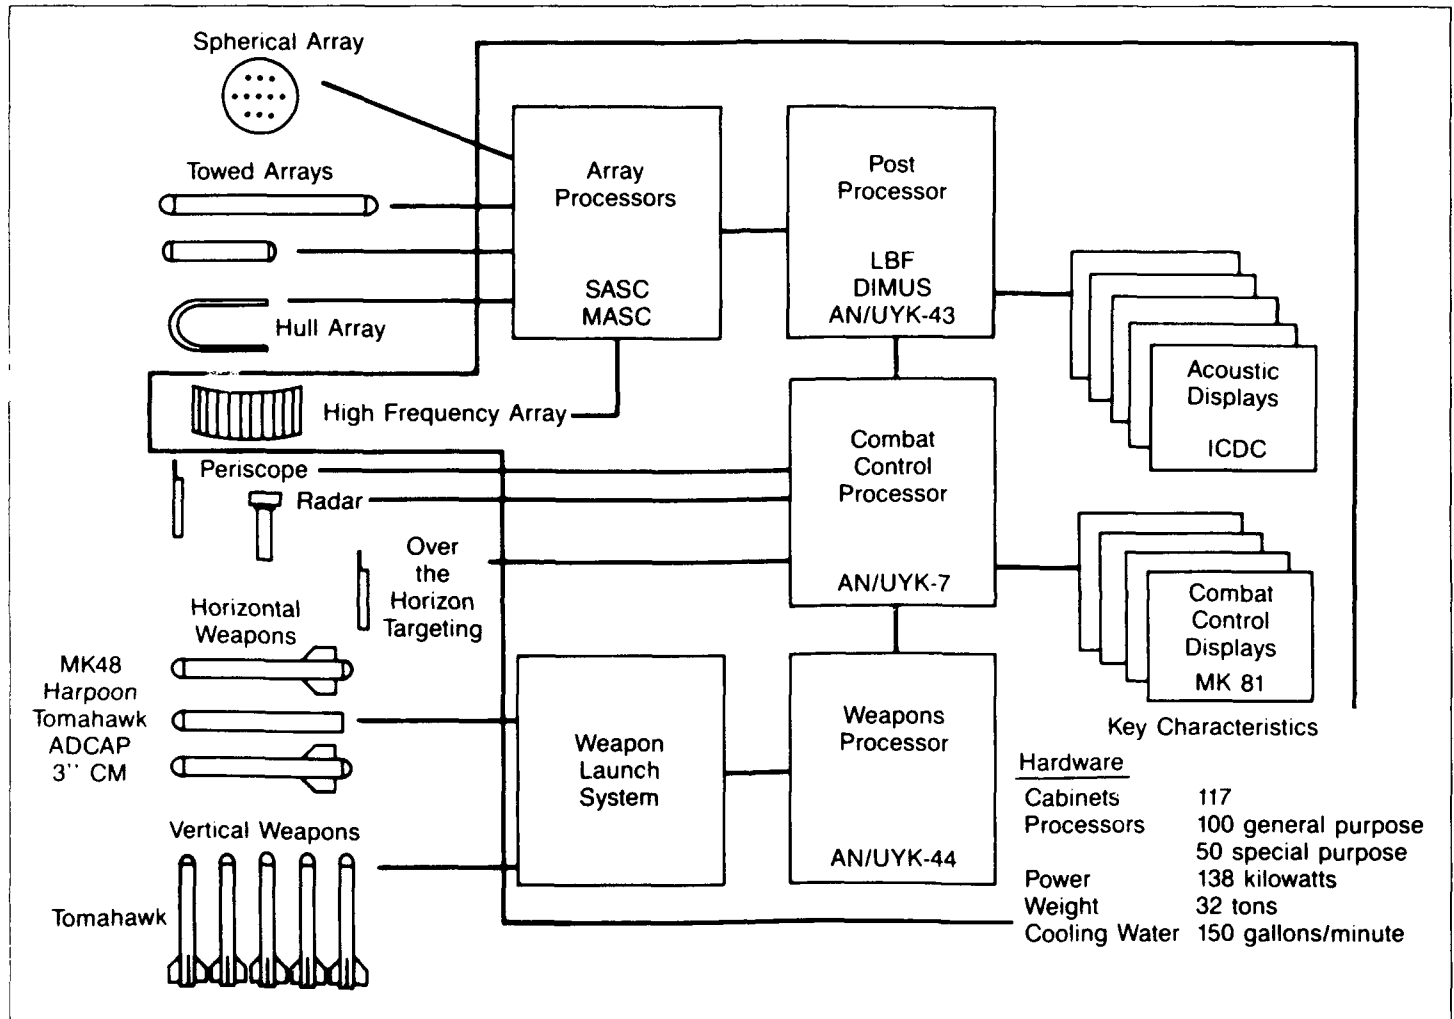 Spherical Array
Towed Arrays
Hull Array
High Frequency Array
Periscope
Radar
Over
the
Horizon
Targeting
Horizontal
Weapons
MK48
Harpoon
Tomahawk
ADCAP
3'' CM
Vertical Weapons
Tomahawk
Array
Processors
SASC
MASC
Post
Processor
LBF
DIMUS
AN/UYK-43
Combat
Control
Processor
AN/UYK-7
Weapon
Launch
System
Weapons
Processor
AN/UYK-44
Acoustic
Displays
ICDC
Combat
Control
Displays
MK 81
Key Characteristics
Hardware
Cabinets 117
Processors 100 general purpose
50 special purpose
Power 138 kilowatts
Weight 32 tons
Cooling Water 150 gallons/minute